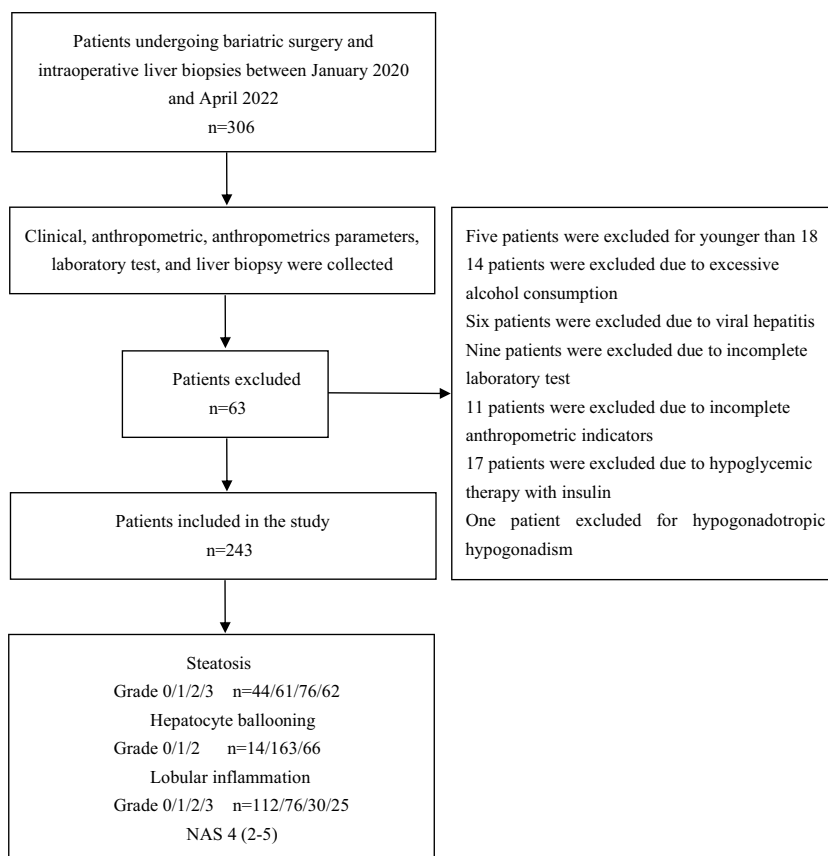 Patients undergoing bariatric surgery and
intraoperative liver biopsies between January 2020
and April 2022
n=306
Clinical, anthropometric, anthropometrics parameters,
laboratory test, and liver biopsy were collected
Patients excluded
n=63
Five patients were excluded for younger than 18
14 patients were excluded due to excessive
alcohol consumption
Six patients were excluded due to viral hepatitis
Nine patients were excluded due to incomplete
laboratory test
11 patients were excluded due to incomplete
anthropometric indicators
17 patients were excluded due to hypoglycemic
therapy with insulin
One patient excluded for hypogonadotropic
hypogonadism
Patients included in the study
n=243
Steatosis
Grade 0/1/2/3 n=44/61/76/62
Hepatocyte ballooning
Grade 0/1/2 n=14/163/66
Lobular inflammation
Grade 0/1/2/3 n=112/76/30/25
NAS 4 (2-5)